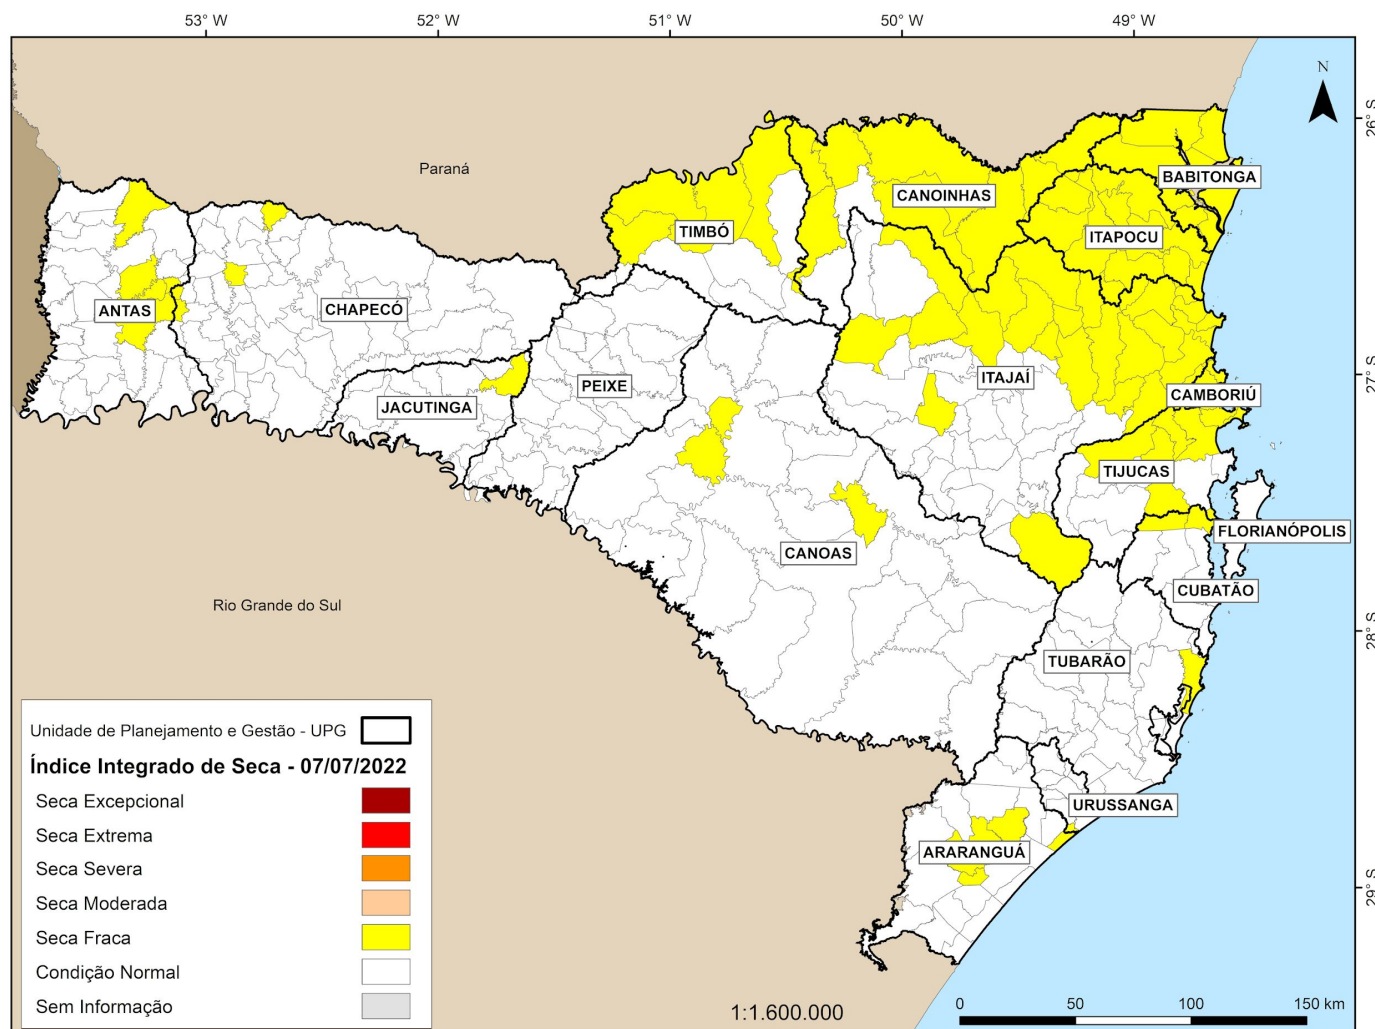 53° W
52° W
51° W
50° W
49° W
N
26° S
Paraná
BABITONGA
CANOINHAS
TIMBÓ
ITAPOCU
ANTAS
CHAPECÓ
27° S
ITAJAÍ
PEIXE
CAMBORIÚ
JACUTINGA
TIJUCAS
FLORIANÓPOLIS
CANOAS
CUBATÃO
Rio Grande do Sul
28° S
TUBARÃO
URUSSANGA
ARARANGUÁ
29° S
Unidade de Planejamento e Gestão - UPG
Índice Integrado de Seca - 07/07/2022
Seca Excepcional
Seca Extrema
Seca Severa
Seca Moderada
Seca Fraca
Condição Normal
Sem Informação
1:1.600.000
0 50 100 150 km